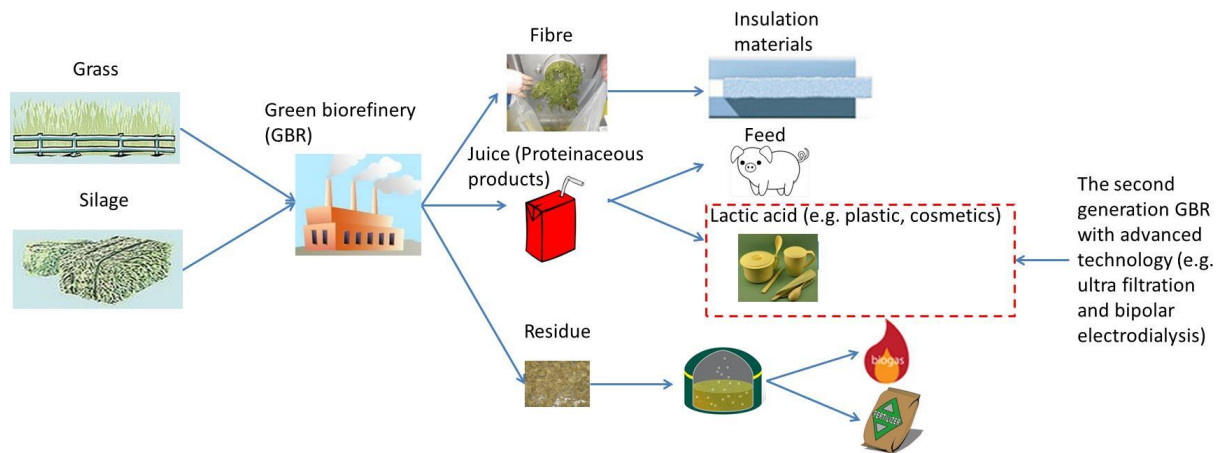 Grass
Silage
Green biorefinery
(GBR)
Fibre
Juice (Proteinaceous
products)
Residue
Insulation
materials
Feed
Lactic acid (e.g. plastic, cosmetics)
biogas
FERTILIZER
The second
generation GBR
with advanced
technology (e.g.
ultra filtration
and bipolar
electrodialysis)